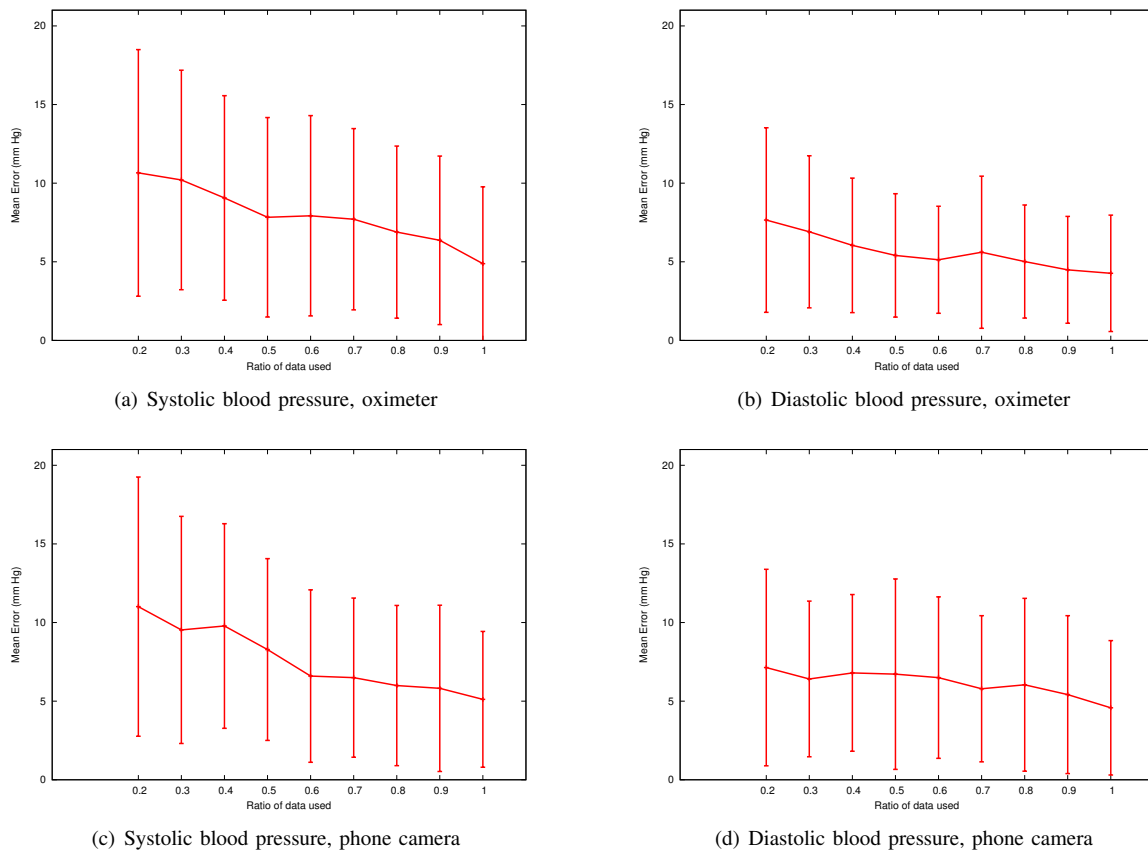 20
15
10
5
0
Mean Error (mm Hg)
0.2 0.3 0.4 0.5 0.6 0.7 0.8 0.9 1
Ratio of data used
(a) Systolic blood pressure, oximeter
20
15
10
5
0
Mean Error (mm Hg)
0.2 0.3 0.4 0.5 0.6 0.7 0.8 0.9 1
Ratio of data used
(b) Diastolic blood pressure, oximeter
20
15
10
5
0
Mean Error (mm Hg)
0.2 0.3 0.4 0.5 0.6 0.7 0.8 0.9 1
Ratio of data used
(c) Systolic blood pressure, phone camera
20
15
10
5
0
Mean Error (mm Hg)
0.2 0.3 0.4 0.5 0.6 0.7 0.8 0.9 1
Ratio of data used
(d) Diastolic blood pressure, phone camera